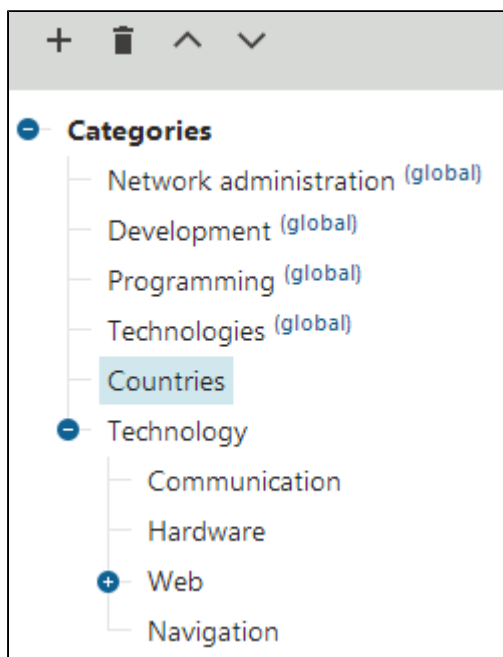 Categories
Network administration (global)
Development (global)
Programming (global)
Technologies (global)
Countries
Technology
Communication
Hardware
Web
Navigation